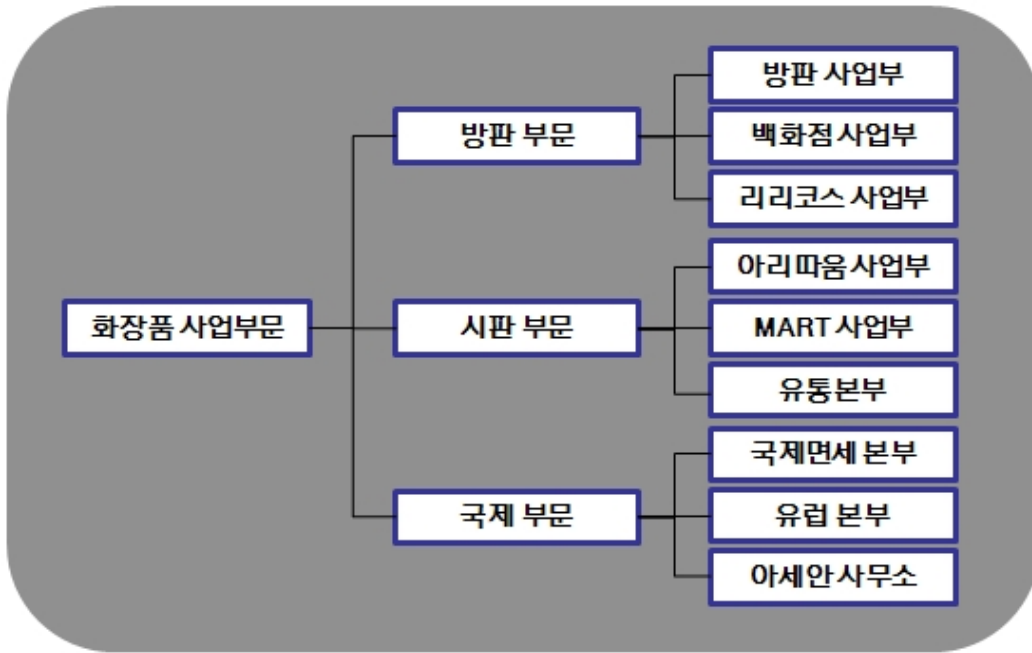 화장품 사업부문
방판 부문
방판 사업부
백화점 사업부
리리코스 사업부
시판 부문
아리따움 사업부
MART 사업부
유통본부
국제 부문
국제면세 본부
유럽 본부
아세안 사무소